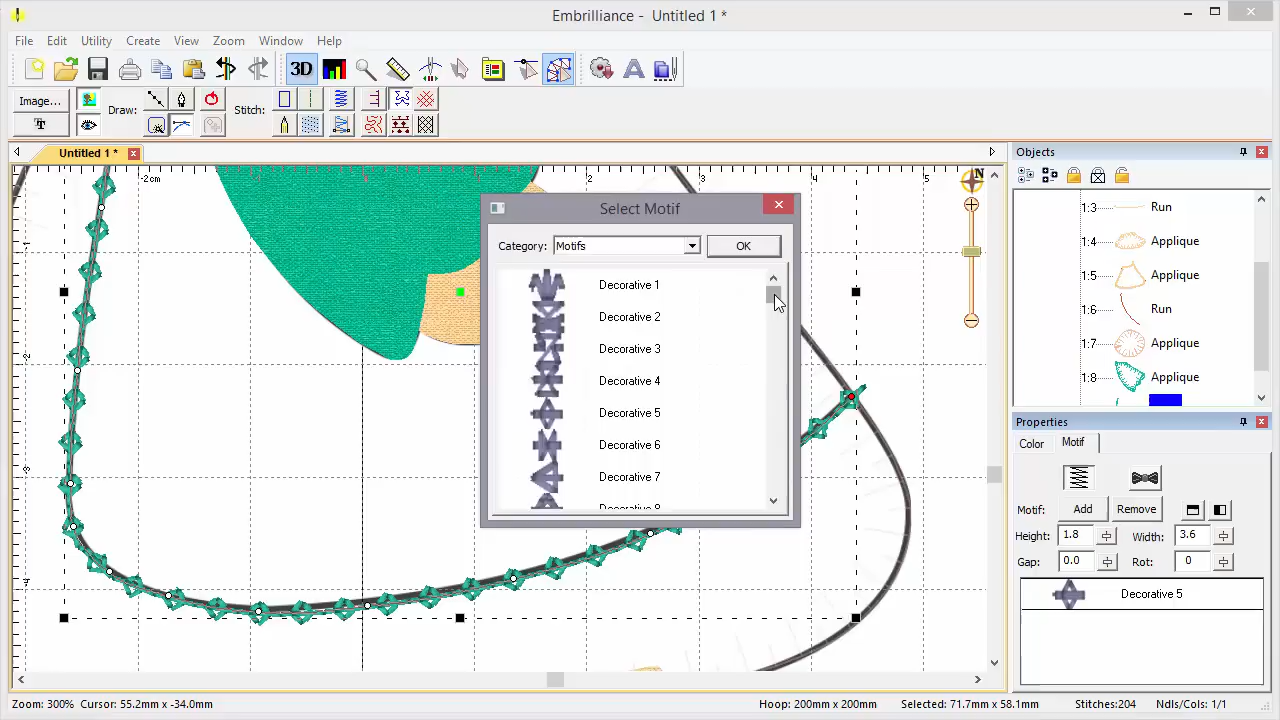 Embrilliance - Untitled 1 *
File Edit Utility Create View Zoom Window Help
3D
Image... Draw: Stitch:
T
Untitled 1 *
Objects
-2cm 2 3 4 5
N
1:3 Run
1:4 Applique
1:5 Applique
1:6 Run
1:7 Applique
1:8 Applique
Select Motif
Category: Motifs OK
Decorative 1
Decorative 2
Decorative 3
Decorative 4
Decorative 5
Decorative 6
Decorative 7
Decorative 8
Properties
Color Motif
Motif: Add Remove
Height: 1.8 Width: 3.6
Gap: 0.0 Rot: 0
Decorative 5
Zoom: 300% Cursor: 55.2mm x -34.0mm Hoop: 200mm x 200mm Selected: 71.7mm x 58.1mm Stitches:204 Ndls/Cols: 1/1